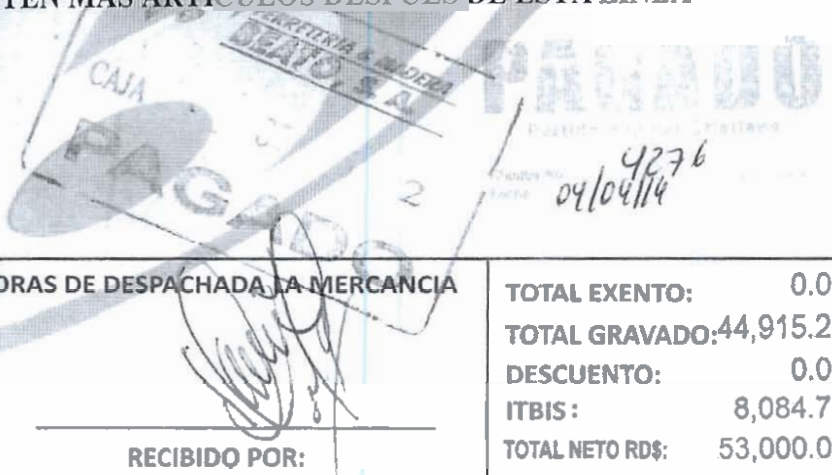 TEN MAS ARTICULOS DESPUES DE ESTA LINEA
FERRETERIA & MADERA
BEATO, S. A.
CAJA
PAGADO
2
PAGADO
4276
04/04/14
ORAS DE DESPACHADA LA MERCANCIA
RECIBIDO POR:
TOTAL EXENTO: 0.0
TOTAL GRAVADO: 44,915.2
DESCUENTO: 0.0
ITBIS: 8,084.7
TOTAL NETO RD$: 53,000.0